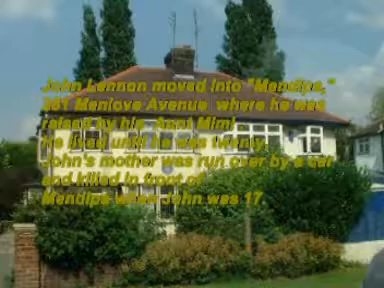 John Lennon moved into "Mendips,"
251 Menlove Avenue, where he was
raised by his Aunt Mimi.
He lived until he was twenty.
John's mother was run over by a car
and killed in front of
Mendips when John was 17.